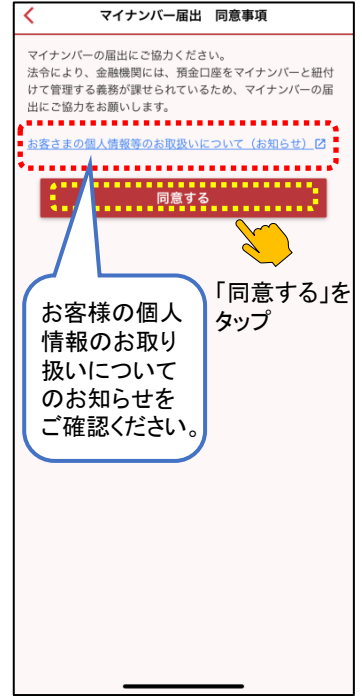 マイナンバー届出　同意事項
マイナンバーの届出にご協力ください。
法令により、金融機関には、預金口座をマイナンバーと紐付
けて管理する義務が課せられているため、マイナンバーの届
出にご協力をお願いします。
お客さまの個人情報等のお取扱いについて（お知らせ）
同意する
「同意する」を
タップ
お客様の個人
情報のお取り
扱いについて
のお知らせを
ご確認ください。